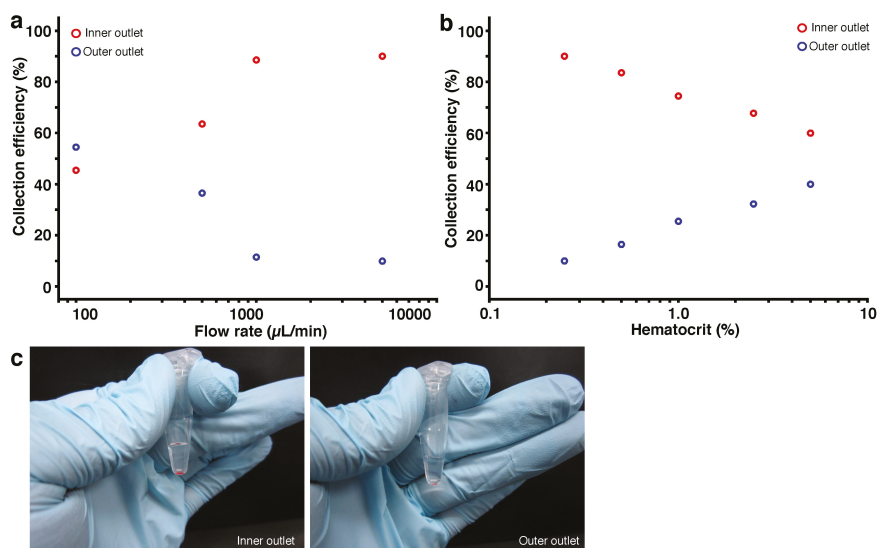 a
100
80
60
40
20
0
Collection efficiency (%)
Inner outlet
Outer outlet
100
1000
10000
Flow rate (µL/min)
b
100
80
60
40
20
0
Collection efficiency (%)
Inner outlet
Outer outlet
0.1
1.0
10
Hematocrit (%)
c
Inner outlet
Outer outlet